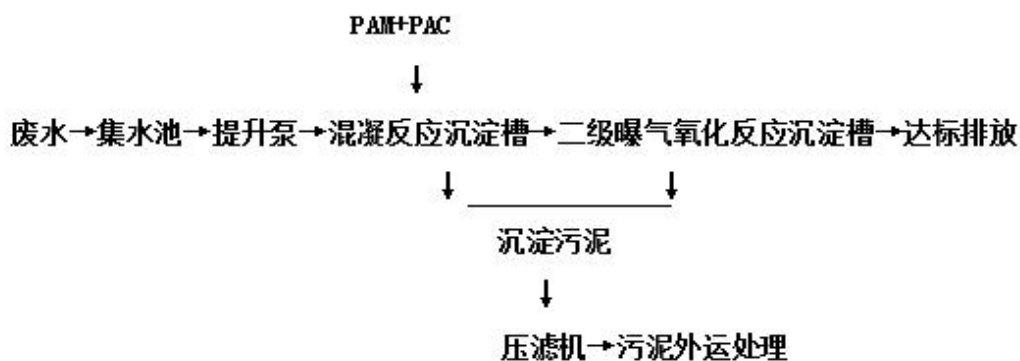 PAM+PAC
↓
废水→集水池→提升泵→混凝反应沉淀槽→二级曝气氧化反应沉淀槽→达标排放
↓ ↓
沉淀污泥
↓
压滤机→污泥外运处理